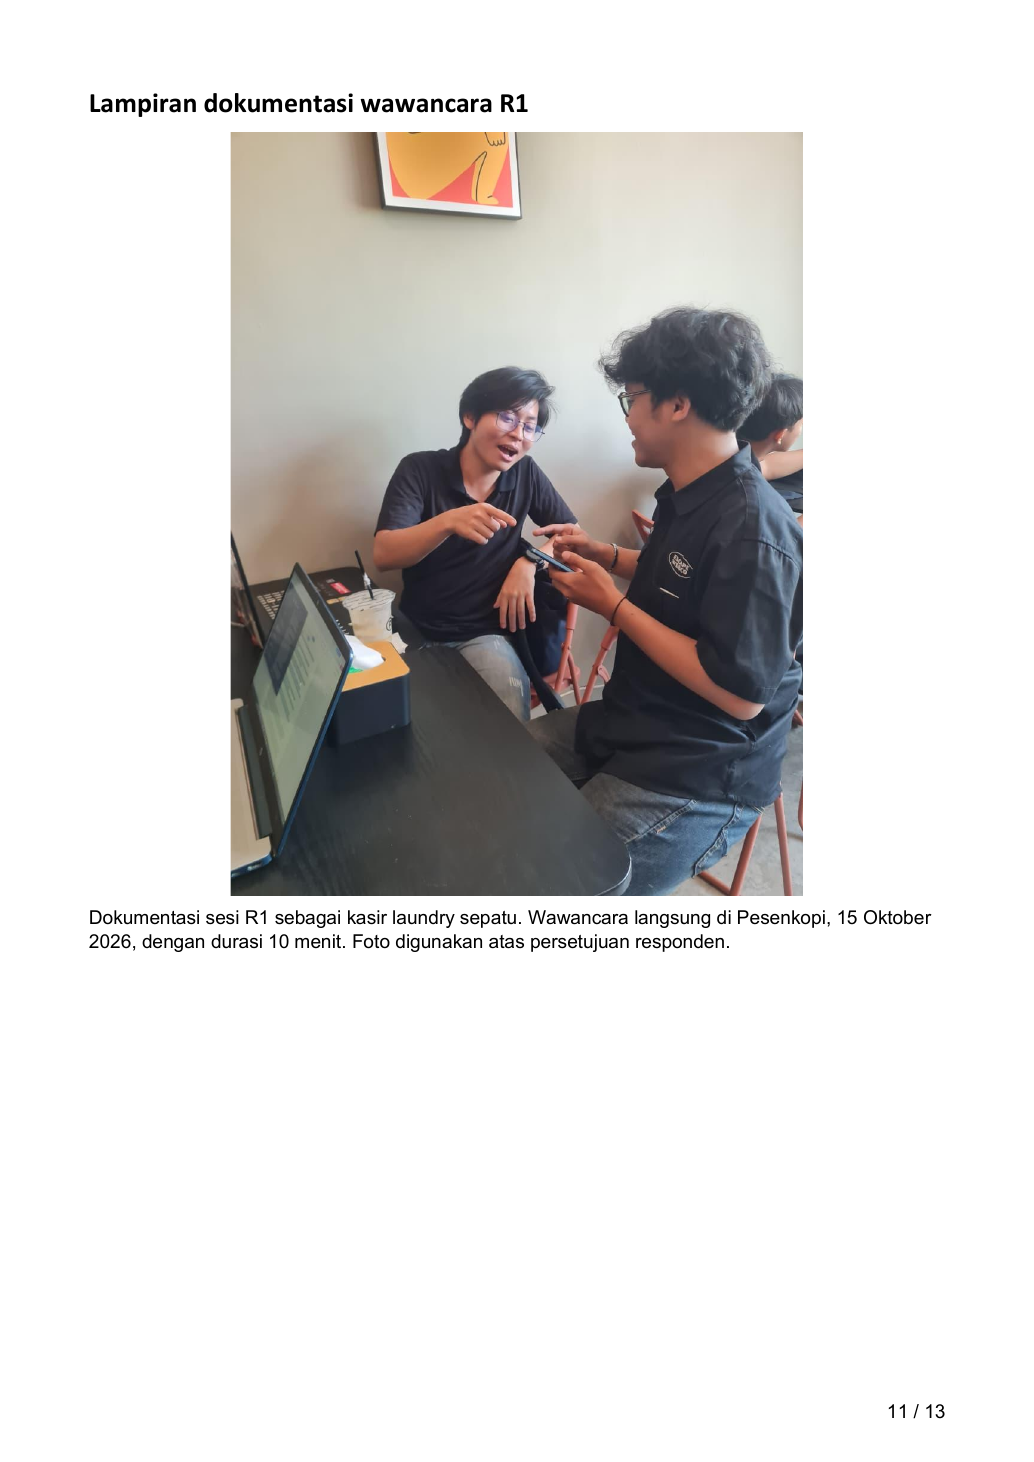 Lampiran dokumentasi wawancara R1
Dokumentasi sesi R1 sebagai kasir laundry sepatu. Wawancara langsung di Pesenkopi, 15 Oktober
2026, dengan durasi 10 menit. Foto digunakan atas persetujuan responden.
11 / 13